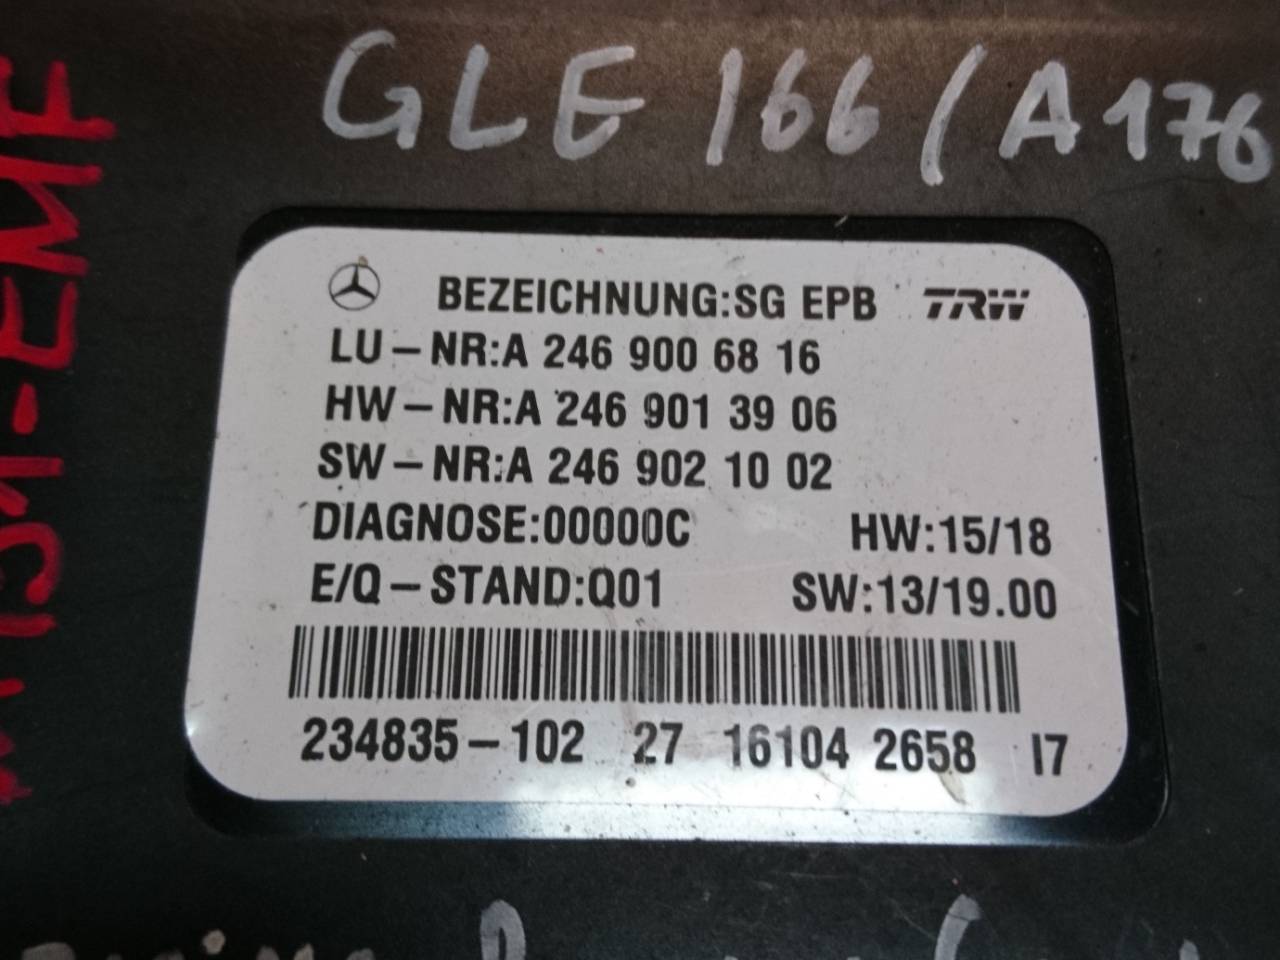 GLE 166 / A176
BEZEICHNUNG:SG EPB TRW
LU-NR:A 246 900 68 16
HW-NR:A 246 901 39 06
SW-NR:A 246 902 10 02
DIAGNOSE:00000C HW:15/18
E/Q-STAND:Q01 SW:13/19.00
234835-102 27 16104 2658 I7